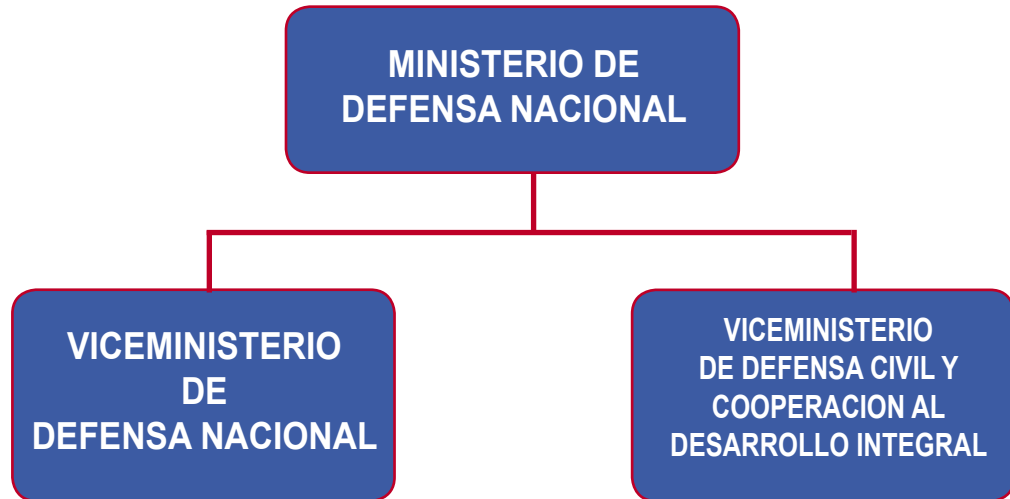 MINISTERIO DE
DEFENSA NACIONAL
VICEMINISTERIO
DE
DEFENSA NACIONAL
VICEMINISTERIO
DE DEFENSA CIVIL Y
COOPERACION AL
DESARROLLO INTEGRAL